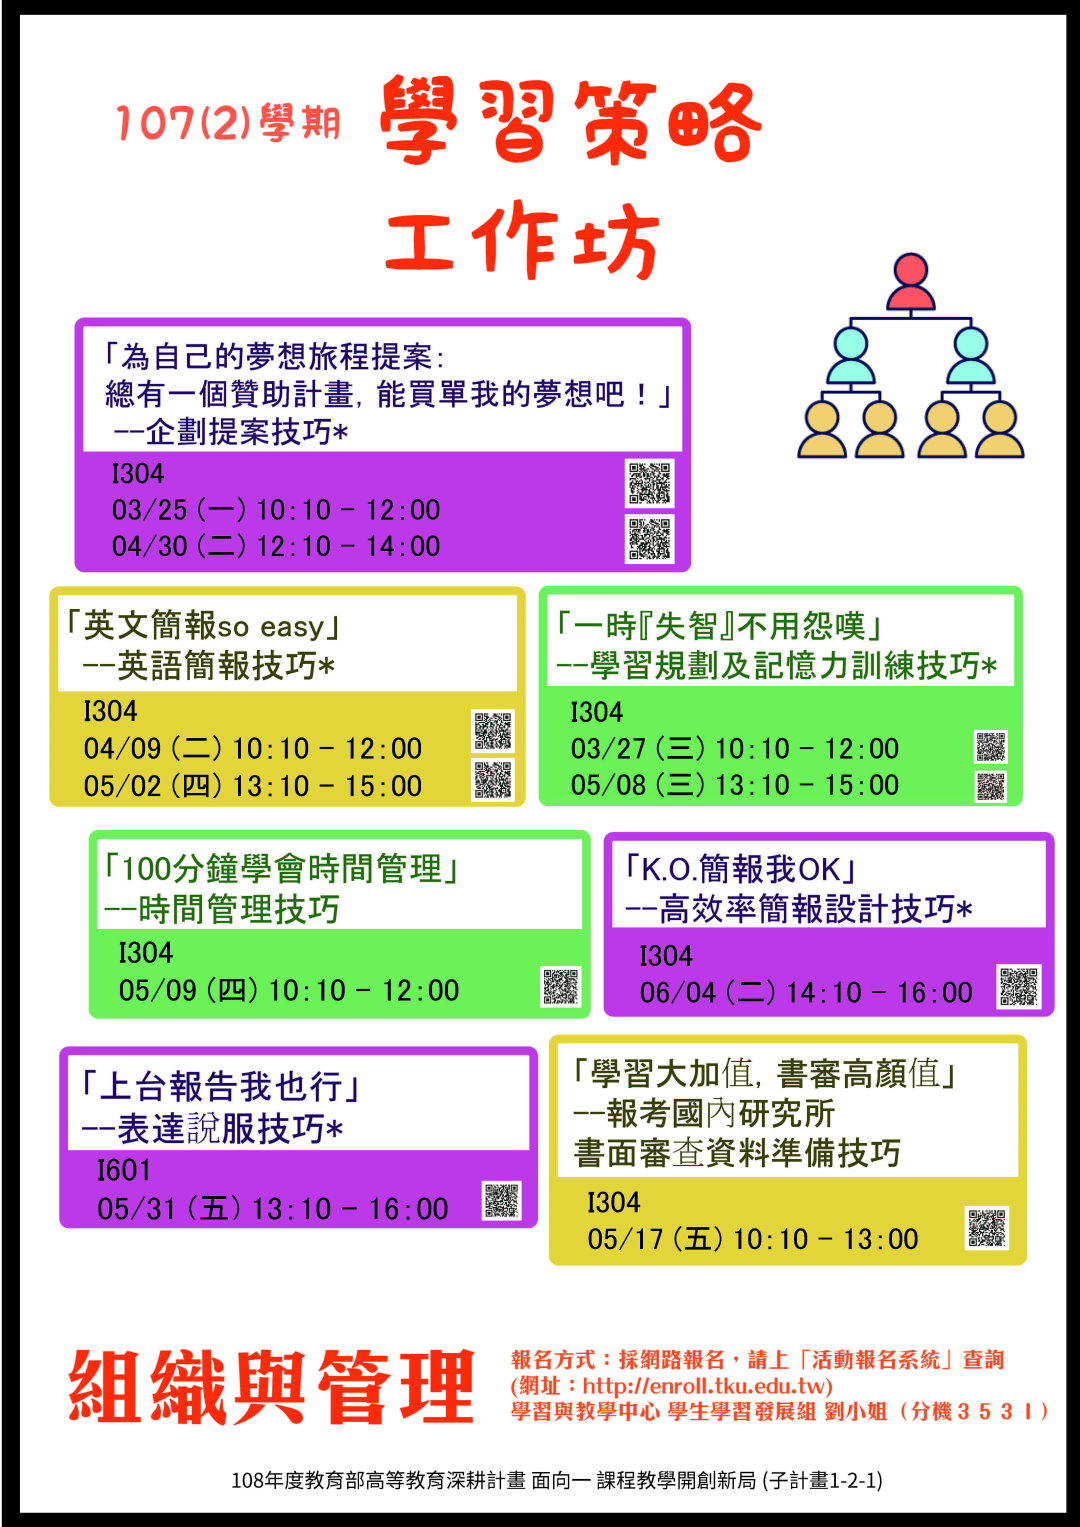 107(2)學期 學習策略
工作坊
「為自己的夢想旅程提案:
總有一個贊助計畫, 能買單我的夢想吧！」
--企劃提案技巧*
I304
03/25 (一) 10:10 - 12:00
04/30 (二) 12:10 - 14:00
「英文簡報so easy」
--英語簡報技巧*
I304
04/09 (二) 10:10 - 12:00
05/02 (四) 13:10 - 15:00
「一時『失智』不用怨嘆」
--學習規劃及記憶力訓練技巧*
I304
03/27 (三) 10:10 - 12:00
05/08 (三) 13:10 - 15:00
「100分鐘學會時間管理」
--時間管理技巧
I304
05/09 (四) 10:10 - 12:00
「K.O.簡報我OK」
--高效率簡報設計技巧*
I304
06/04 (二) 14:10 - 16:00
「上台報告我也行」
--表達說服技巧*
I601
05/31 (五) 13:10 - 16:00
「學習大加值, 書審高顏值」
--報考國內研究所
書面審查資料準備技巧
I304
05/17 (五) 10:10 - 13:00
組織與管理
報名方式：採網路報名，請上「活動報名系統」查詢
(網址：http://enroll.tku.edu.tw)
學習與教學中心 學生學習發展組 劉小姐（分機３５３１）
108年度教育部高等教育深耕計畫 面向一 課程教學開創新局 (子計畫1-2-1)